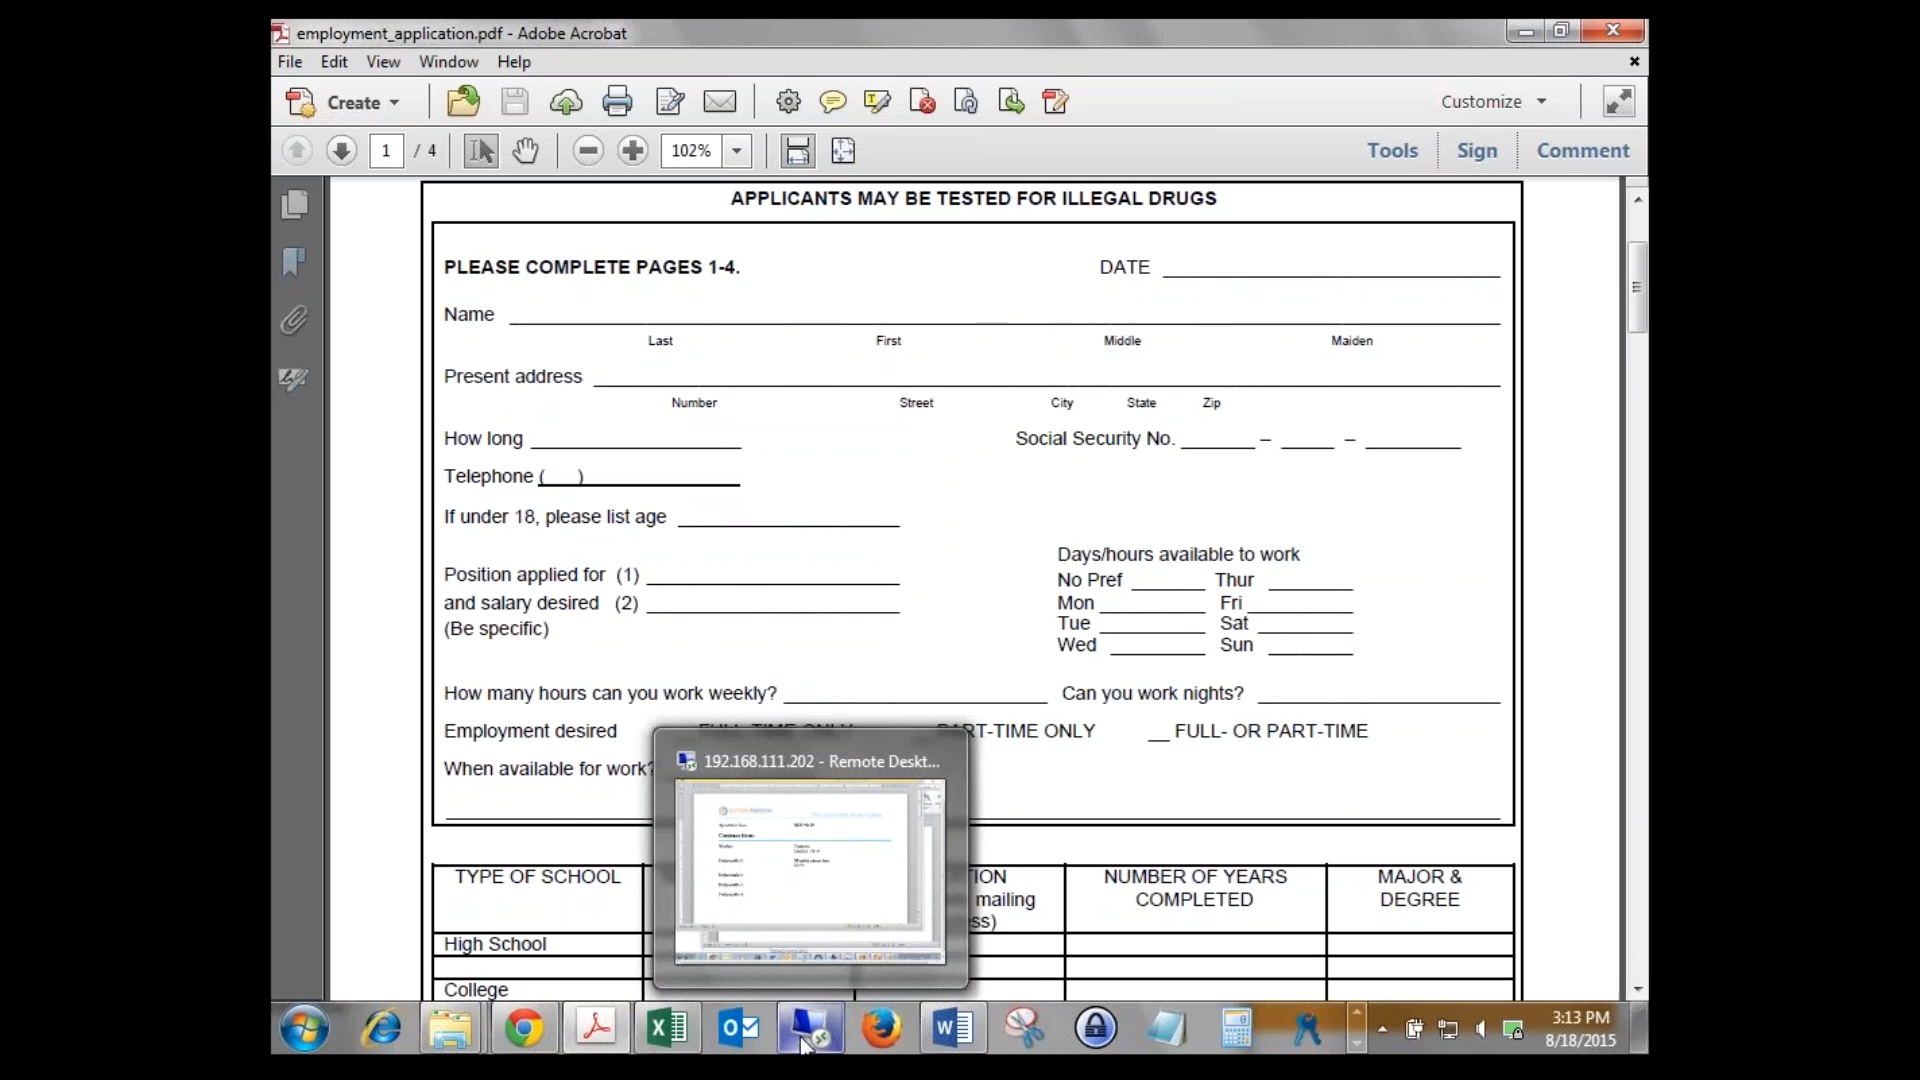 employment_application.pdf - Adobe Acrobat
File Edit View Window Help
Create Customize
1 / 4 102% Tools Sign Comment
APPLICANTS MAY BE TESTED FOR ILLEGAL DRUGS
PLEASE COMPLETE PAGES 1-4. DATE
Name
Last First Middle Maiden
Present address
Number Street City State Zip
How long Social Security No. – –
Telephone ( )
If under 18, please list age
Days/hours available to work
Position applied for (1) No Pref Thur
and salary desired (2) Mon Fri
(Be specific) Tue Sat
Wed Sun
How many hours can you work weekly? Can you work nights?
Employment desired FULL-TIME ONLY PART-TIME ONLY __ FULL- OR PART-TIME
192.168.111.202 - Remote Deskt...
When available for work?
TYPE OF SCHOOL NUMBER OF YEARS MAJOR &
mailing COMPLETED DEGREE
High School
College
3:13 PM
8/18/2015